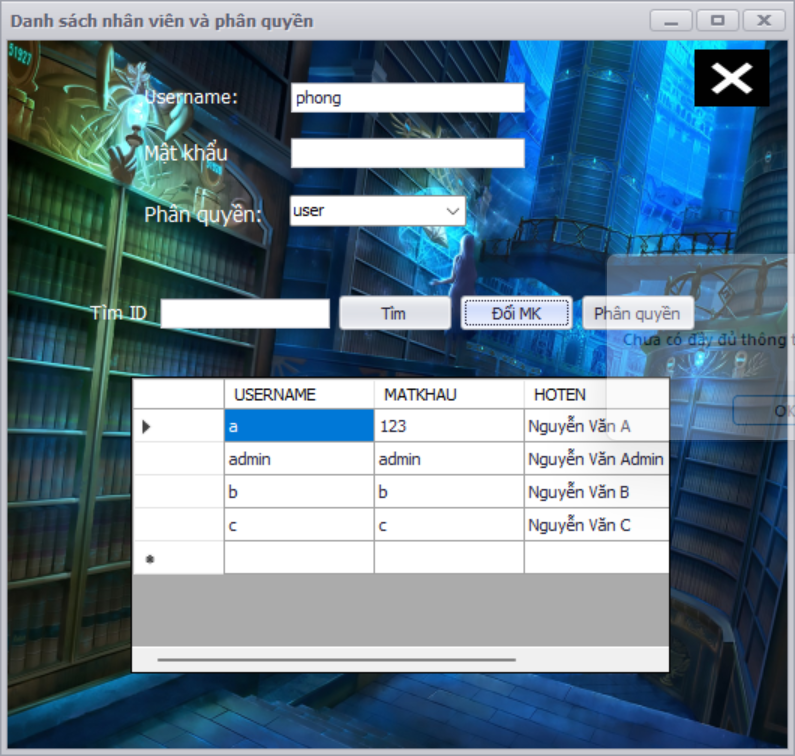 Danh sách nhân viên và phân quyền
51927
Username: phong
Mật khẩu
Phân quyền: user
Tìm ID Tìm Đổi MK Phân quyền
Chưa có đầy đủ thông t
OK
USERNAME MATKHAU HOTEN
a 123 Nguyễn Văn A
admin admin Nguyễn Văn Admin
b b Nguyễn Văn B
c c Nguyễn Văn C